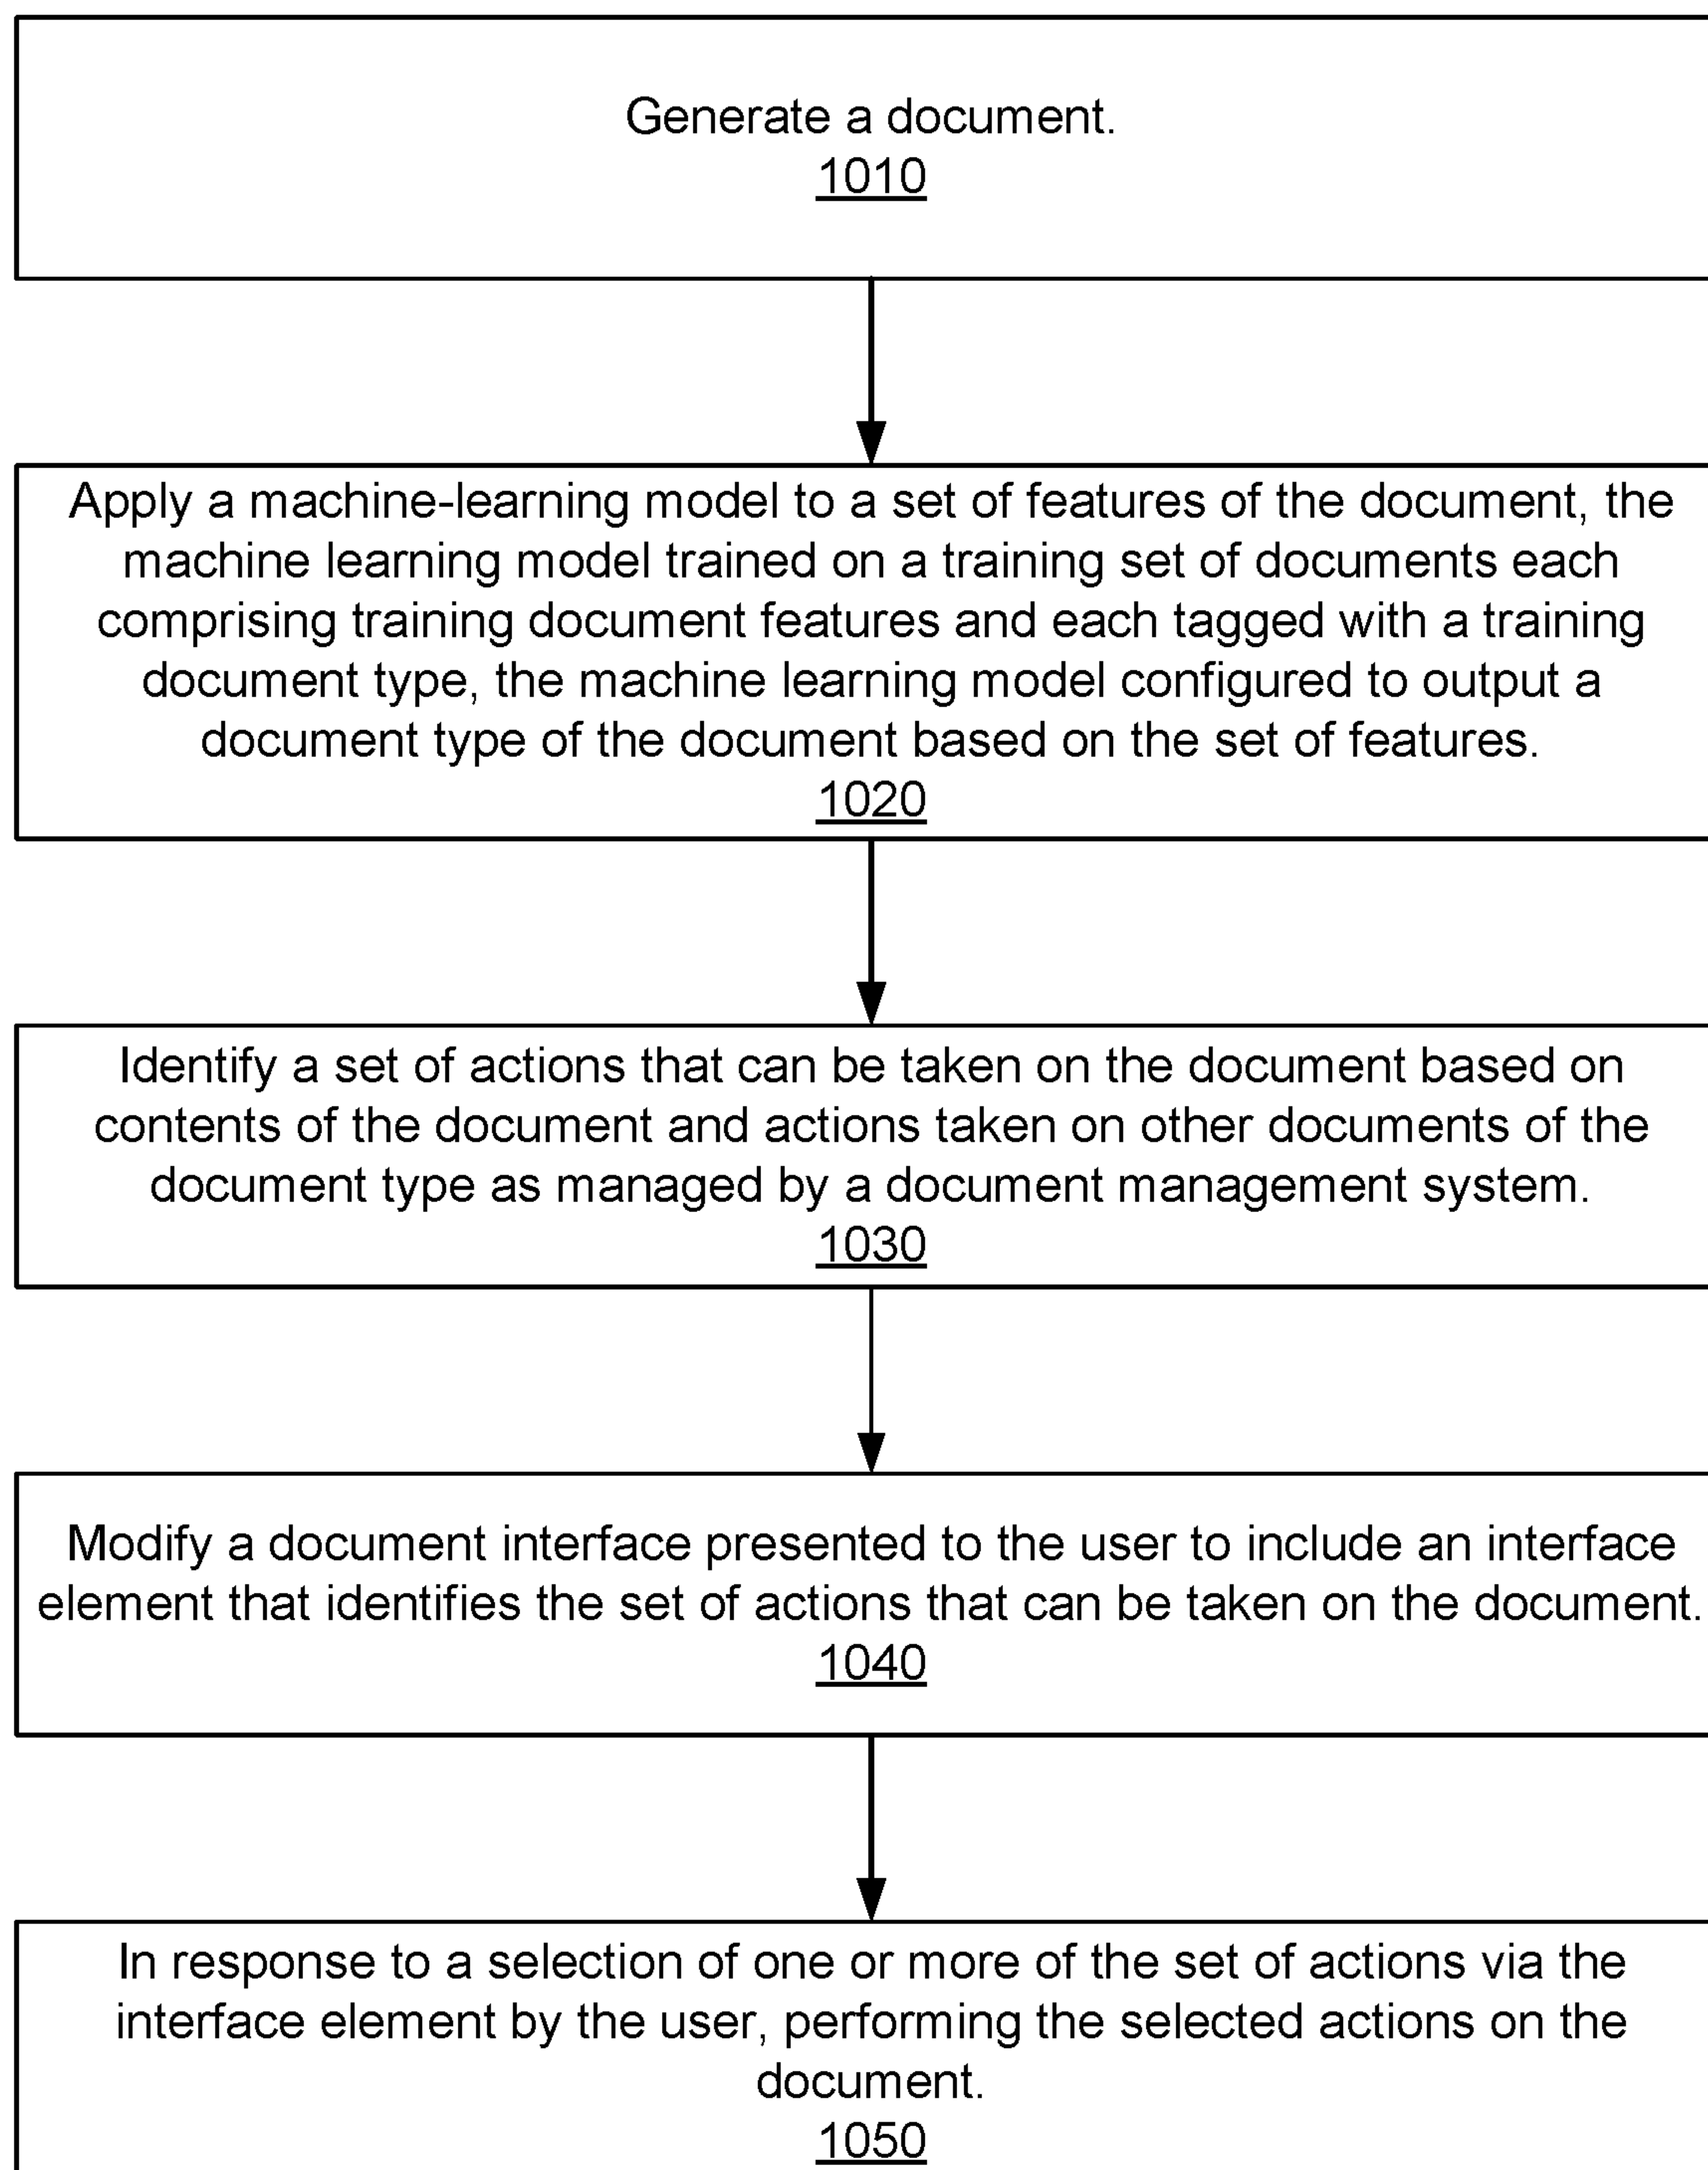 Generate a document.
1010
Apply a machine-learning model to a set of features of the document, the
machine learning model trained on a training set of documents each
comprising training document features and each tagged with a training
document type, the machine learning model configured to output a
document type of the document based on the set of features.
1020
Identify a set of actions that can be taken on the document based on
contents of the document and actions taken on other documents of the
document type as managed by a document management system.
1030
Modify a document interface presented to the user to include an interface
element that identifies the set of actions that can be taken on the document.
1040
In response to a selection of one or more of the set of actions via the
interface element by the user, performing the selected actions on the
document.
1050